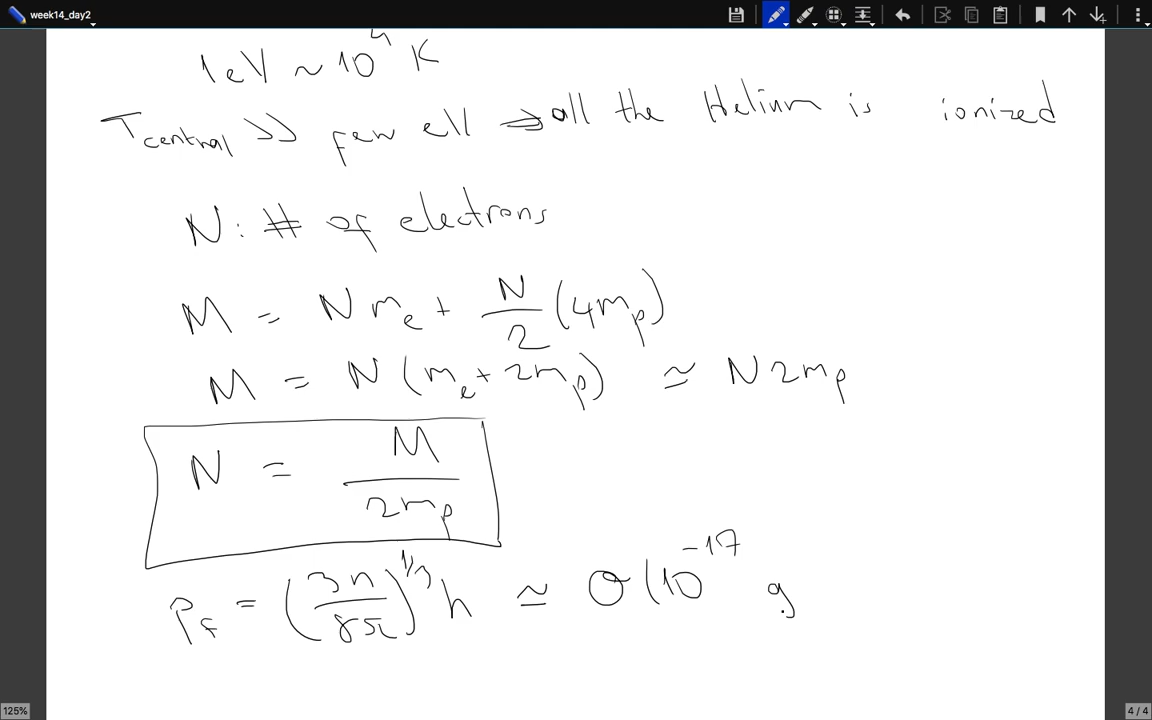 week14_day2
1eV ~ 10⁴ K
T_central >> few eV → all the Helium is ionized
N: # of electrons
M = N m_e + N/2 (4m_p)
M = N (m_e + 2m_p) ≃ N 2m_p
N = M / 2m_p
p_f = (3n / 8π)^1/3 h ≃ O(10^-17 g
125%
4 / 4